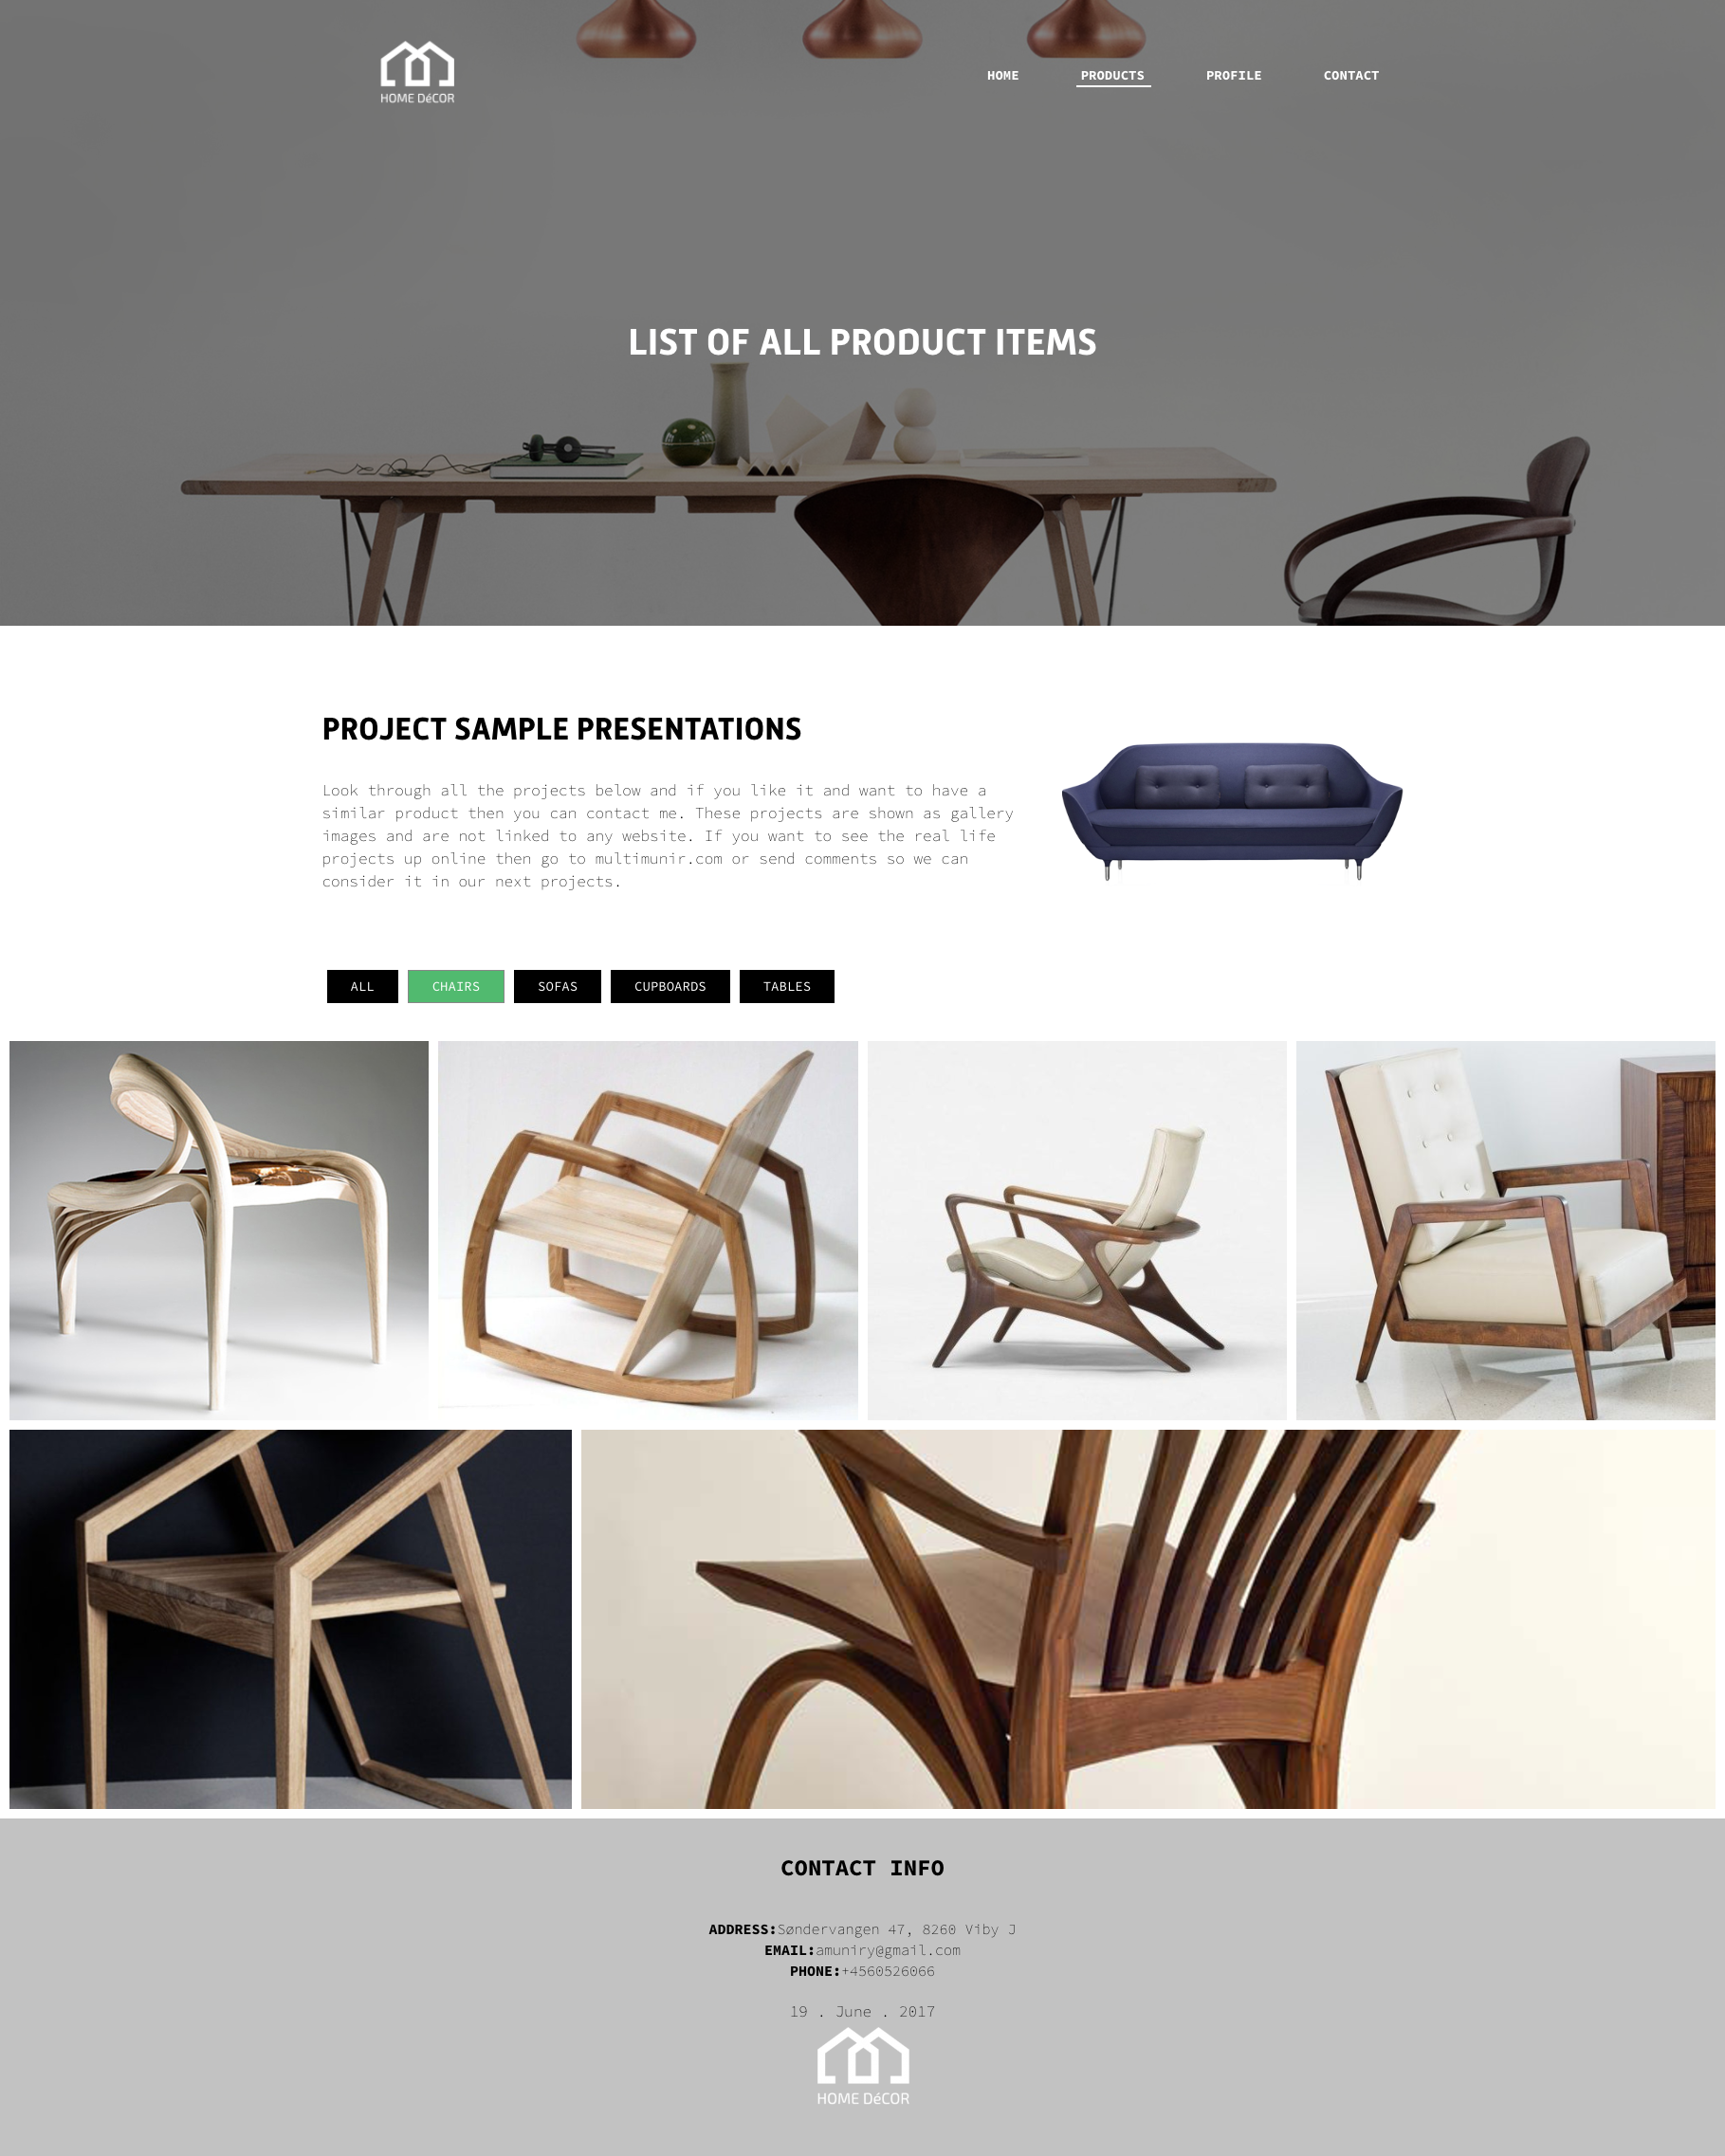 HOME DéCOR
HOME
PRODUCTS
PROFILE
CONTACT
LIST OF ALL PRODUCT ITEMS
PROJECT SAMPLE PRESENTATIONS
Look through all the projects below and if you like it and want to have a
similar product then you can contact me. These projects are shown as gallery
images and are not linked to any website. If you want to see the real life
projects up online then go to multimunir.com or send comments so we can
consider it in our next projects.
ALL
CHAIRS
SOFAS
CUPBOARDS
TABLES
CONTACT INFO
ADDRESS:Søndervangen 47, 8260 Viby J
EMAIL:amuniry@gmail.com
PHONE:+4560526066
19 . June . 2017
HOME DéCOR